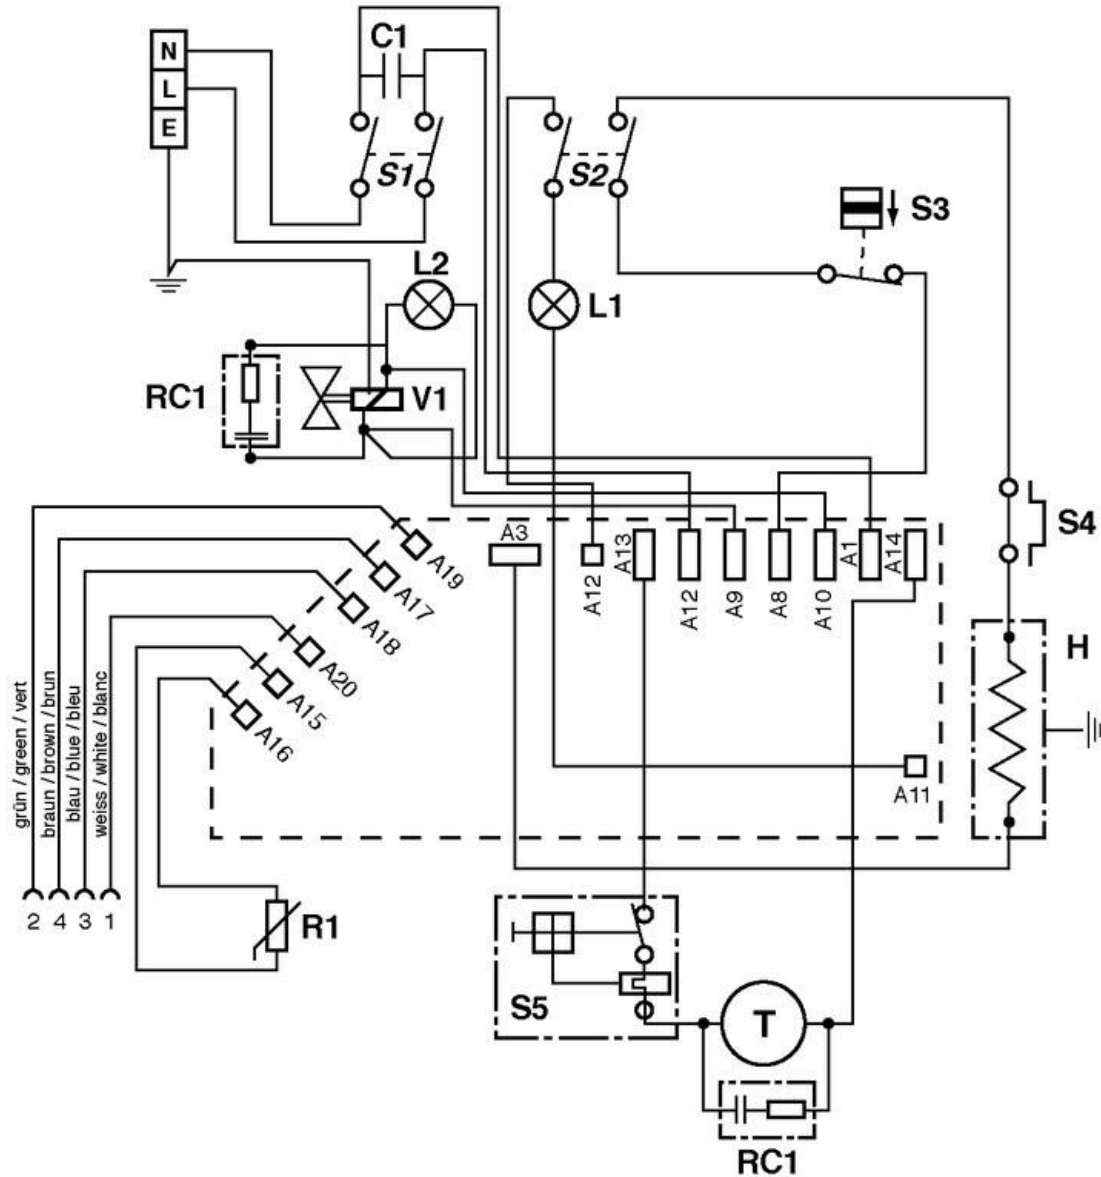 N
C1
L
E
S1
S2
S3
L2
L1
RC1
V1
S4
A3
A13
A1
A14
A19
A12
A12
A9
A8
A10
A17
A18
A20
A15
A16
H
A11
grün / green / vert
braun / brown / brun
blau / blue / bleu
weiss / white / blanc
2 4 3 1
R1
S5
T
RC1